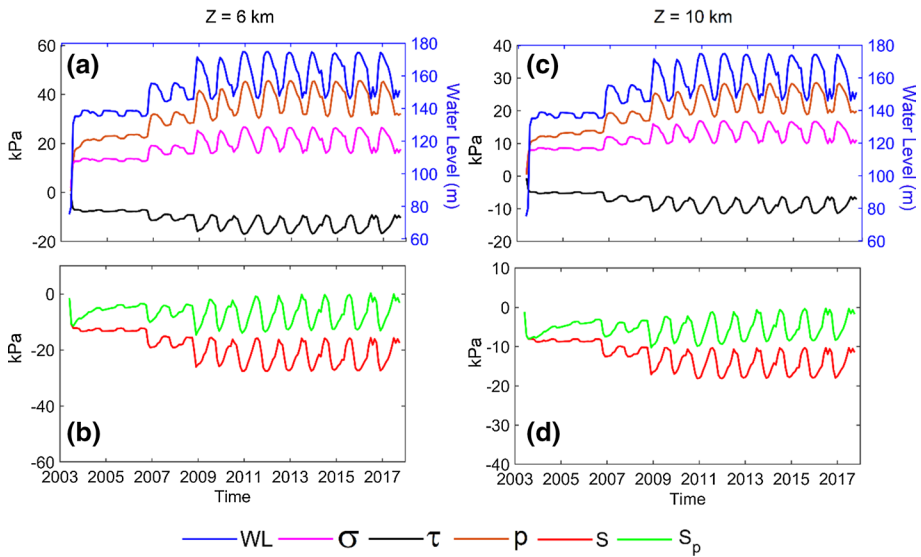 Z = 6 km
Z = 10 km
60
40
20
0
-20
kPa
(a)
180
160
140
120
100
80
60
Water Level (m)
40
30
20
10
0
-10
-20
kPa
(c)
180
160
140
120
100
80
60
Water Level (m)
0
-20
-40
-60
kPa
(b)
2003 2005 2007 2009 2011 2013 2015 2017
Time
10
0
-10
-20
-30
-40
kPa
(d)
2003 2005 2007 2009 2011 2013 2015 2017
Time
WL σ τ p S Sp